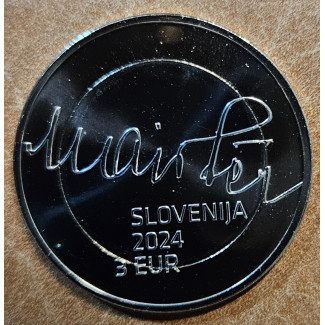 Maister
SLOVENIJA
2024
3 EUR